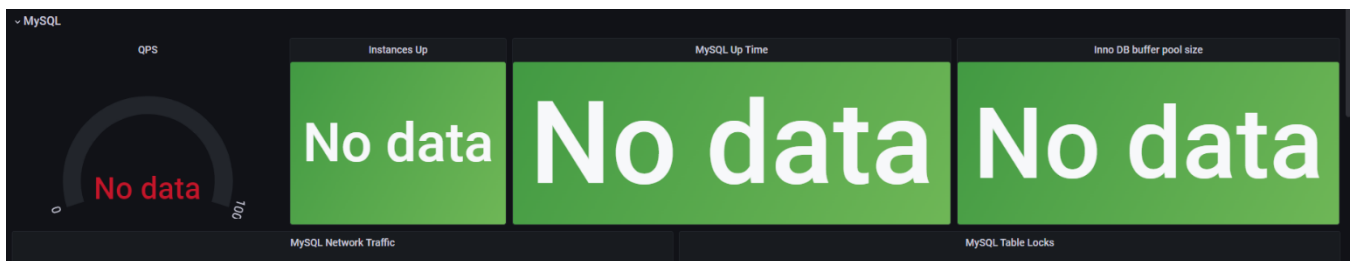 MySQL
QPS
Instances Up
MySQL Up Time
Inno DB buffer pool size
No data
0
100
No data
No data
No data
MySQL Network Traffic
MySQL Table Locks